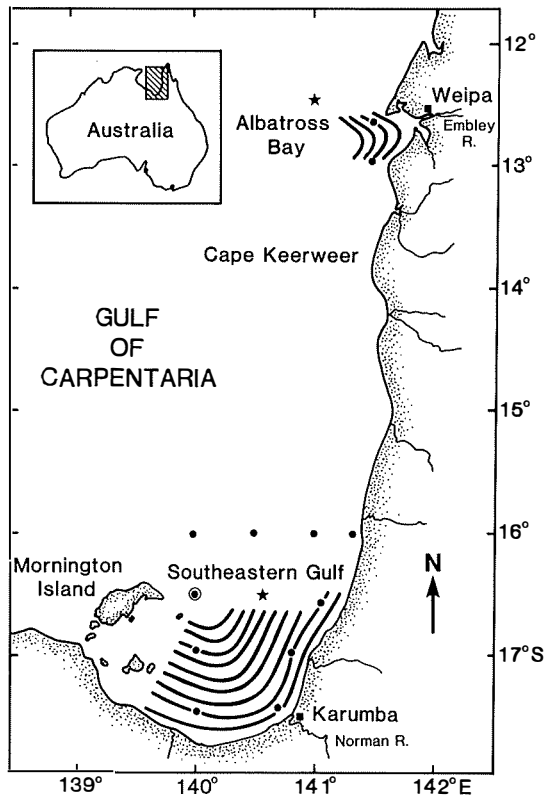 12°
Weipa
Australia
Albatross
Bay
Embley
R.
13°
Cape Keerweer
14°
GULF
OF
CARPENTARIA
15°
16°
Mornington
Island
Southeastern Gulf
N
17°S
Karumba
Norman R.
139°
140°
141°
142°E